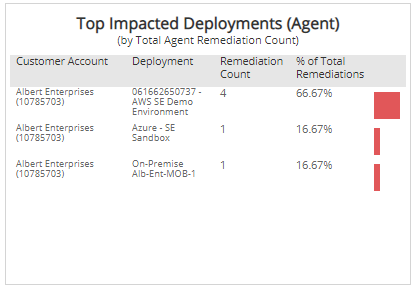 Top Impacted Deployments (Agent)
(by Total Agent Remediation Count)
Customer Account Deployment Remediation Count % of Total Remediations
Albert Enterprises (10785703) 061662650737 - AWS SE Demo Environment 4 66.67%
Albert Enterprises (10785703) Azure - SE Sandbox 1 16.67%
Albert Enterprises (10785703) On-Premise Alb-Ent-MOB-1 1 16.67%